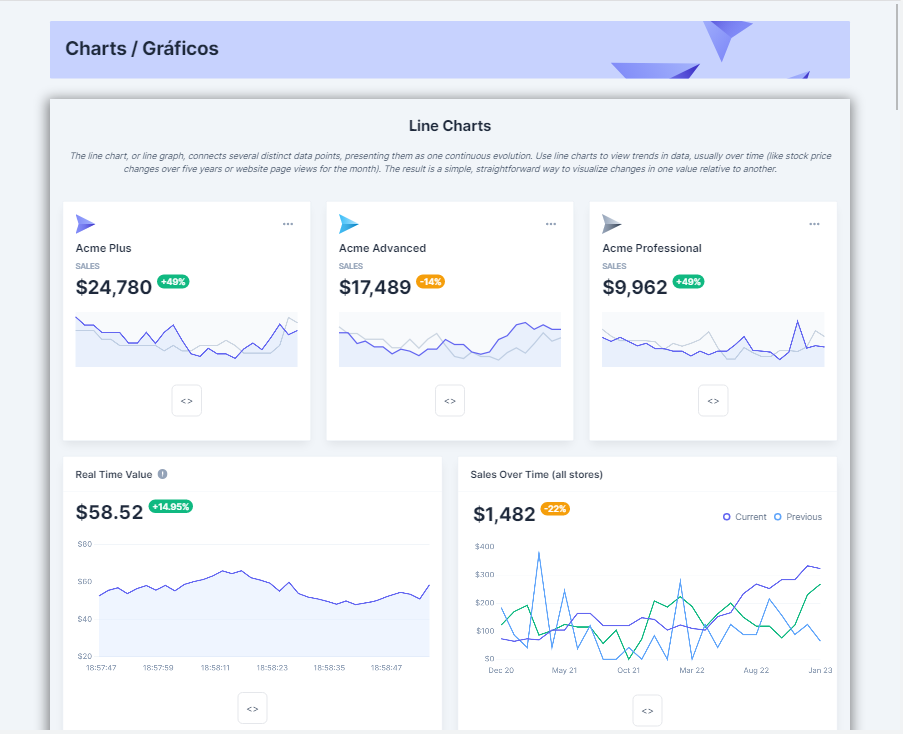 Charts / Gráficos
Line Charts
The line chart, or line graph, connects several distinct data points, presenting them as one continuous evolution. Use line charts to view trends in data, usually over time (like stock price
changes over five years or website page views for the month). The result is a simple, straightforward way to visualize changes in one value relative to another.
Acme Plus
SALES
$24,780 +49%
<>
Acme Advanced
SALES
$17,489 -14%
<>
Acme Professional
SALES
$9,962 +49%
<>
Real Time Value
$58.52 +14.95%
$80
$60
$40
$20
18:57:47 18:57:59 18:58:11 18:58:23 18:58:35 18:58:47
<>
Sales Over Time (all stores)
$1,482 -22%
Current Previous
$400
$300
$200
$100
$0
Dec 20 May 21 Oct 21 Mar 22 Aug 22 Jan 23
<>